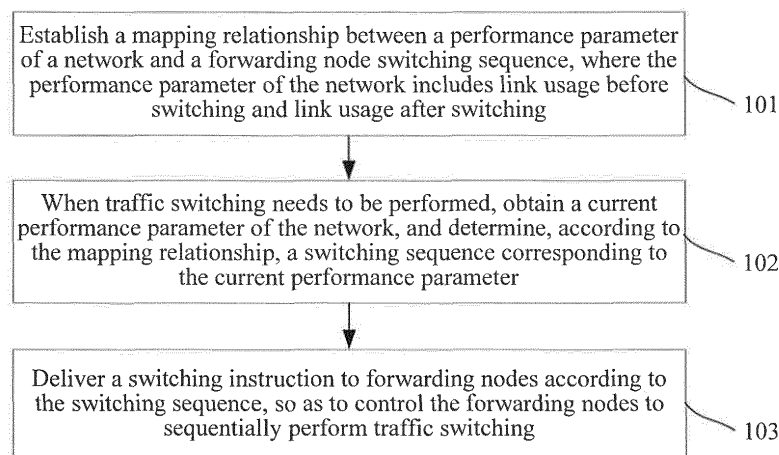 Establish a mapping relationship between a performance parameter
of a network and a forwarding node switching sequence, where the
performance parameter of the network includes link usage before
switching and link usage after switching
101
When traffic switching needs to be performed, obtain a current
performance parameter of the network, and determine, according to
the mapping relationship, a switching sequence corresponding to
the current performance parameter
102
Deliver a switching instruction to forwarding nodes according to
the switching sequence, so as to control the forwarding nodes to
sequentially perform traffic switching
103